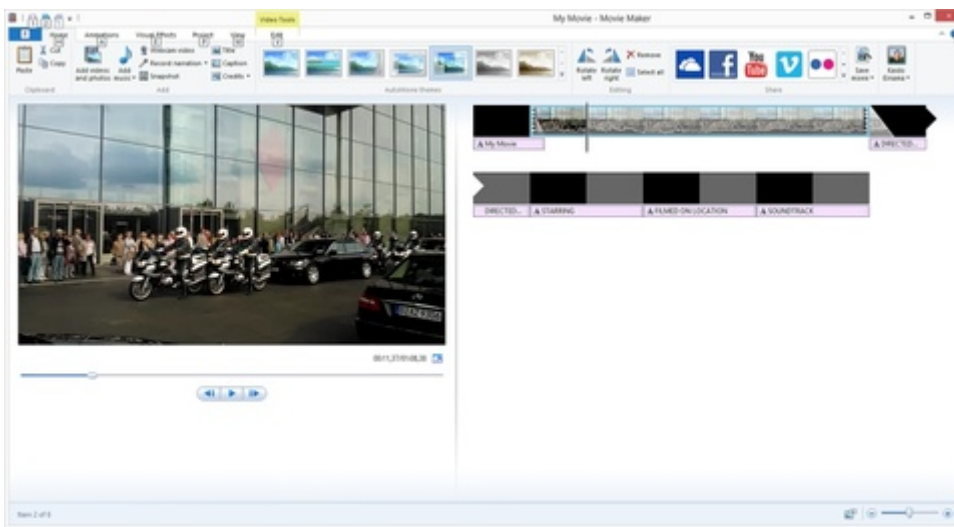 My Movie - Movie Maker
Video Tools
Home
Animations
Visual Effects
Project
View
Edit
Paste
Cut
Copy
Clipboard
Add videos and photos
Add music
Webcam video
Record narration
Snapshot
Title
Caption
Credits
Add
AutoMovie themes
Rotate left
Rotate right
Remove
Select all
Editing
You
Tube
Share
Save movie
A My Movie
A DIRECTED...
DIRECTED...
A STARRING
A FILMED ON LOCATION
A SOUNDTRACK
Item 2 of 6